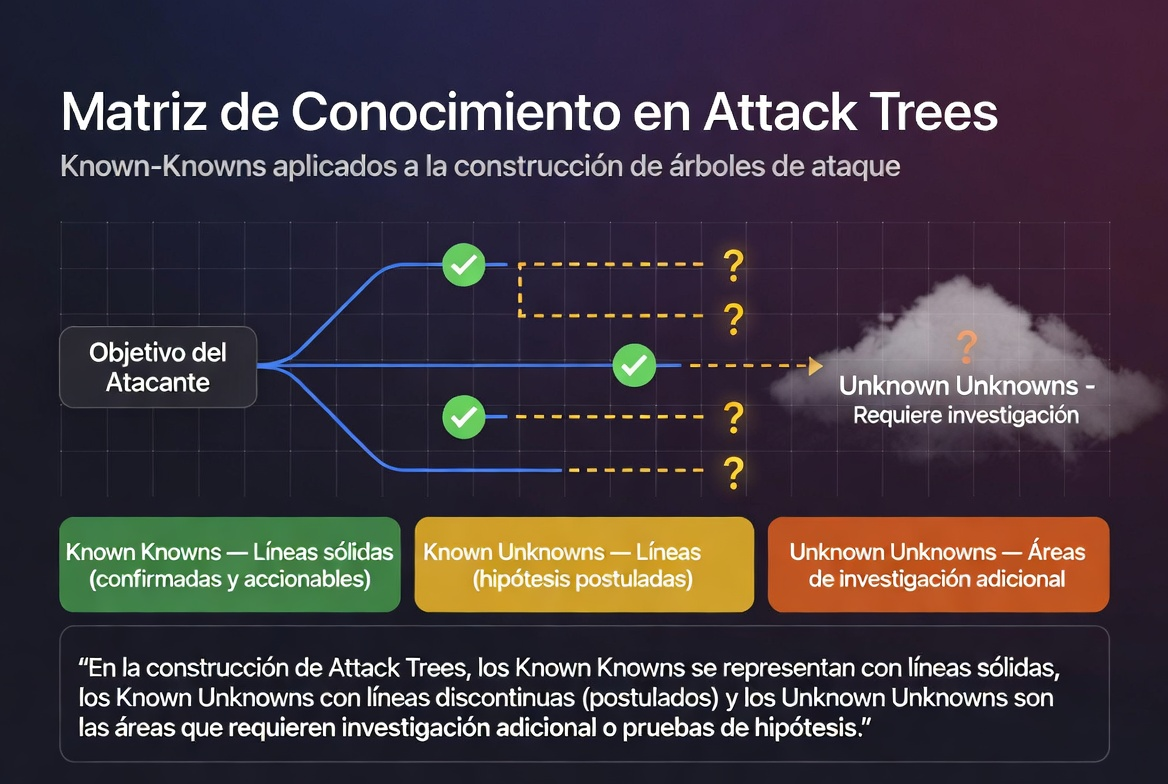 Matriz de Conocimiento en Attack Trees
Known-Knowns aplicados a la construcción de árboles de ataque
?
?
Objetivo del
Atacante
?
Unknown Unknowns -
Requiere investigación
?
?
Known Knowns — Líneas sólidas
(confirmadas y accionables)
Known Unknowns — Líneas
(hipótesis postuladas)
Unknown Unknowns — Áreas
de investigación adicional
“En la construcción de Attack Trees, los Known Knowns se representan con líneas sólidas,
los Known Unknowns con líneas discontinuas (postulados) y los Unknown Unknowns son
las áreas que requieren investigación adicional o pruebas de hipótesis.”